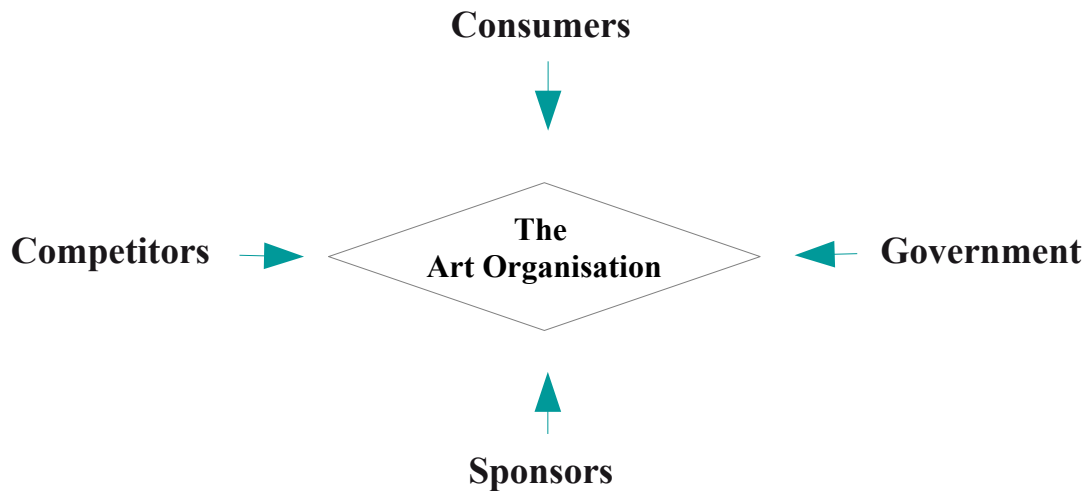 Consumers
Competitors
The
Art Organisation
Government
Sponsors